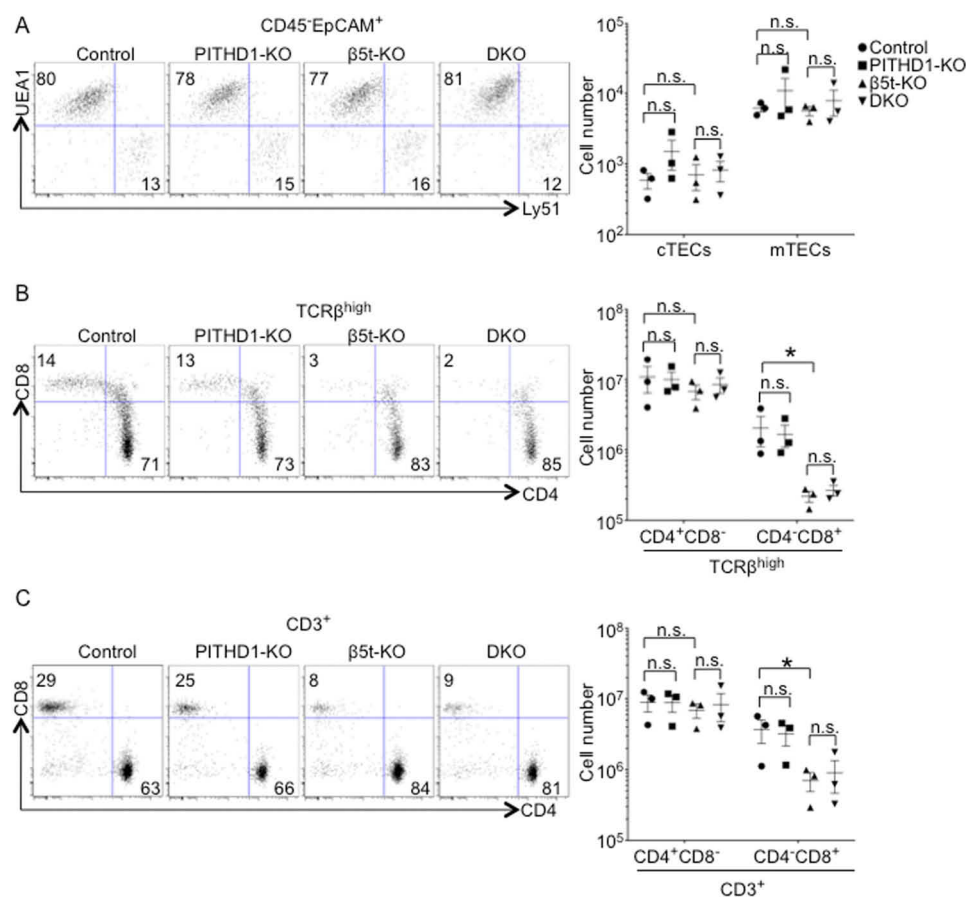 A
CD45⁻EpCAM⁺
Control PITHD1-KO β5t-KO DKO
80 78 77 81
UEA1
13 15 16 12
Ly51
n.s.
n.s.
n.s.
n.s.
n.s.
n.s.
Control
PITHD1-KO
β5t-KO
DKO
10⁵
10⁴
10³
10²
Cell number
cTECs mTECs
B
TCRβhigh
Control PITHD1-KO β5t-KO DKO
14 13 3 2
CD8
71 73 83 85
CD4
n.s.
n.s.
n.s.
*
n.s.
n.s.
10⁸
10⁷
10⁶
10⁵
Cell number
CD4⁺CD8⁻ CD4⁻CD8⁺
TCRβhigh
C
CD3⁺
Control PITHD1-KO β5t-KO DKO
29 25 8 9
CD8
63 66 84 81
CD4
n.s.
n.s.
n.s.
*
n.s.
n.s.
10⁸
10⁷
10⁶
10⁵
Cell number
CD4⁺CD8⁻ CD4⁻CD8⁺
CD3⁺